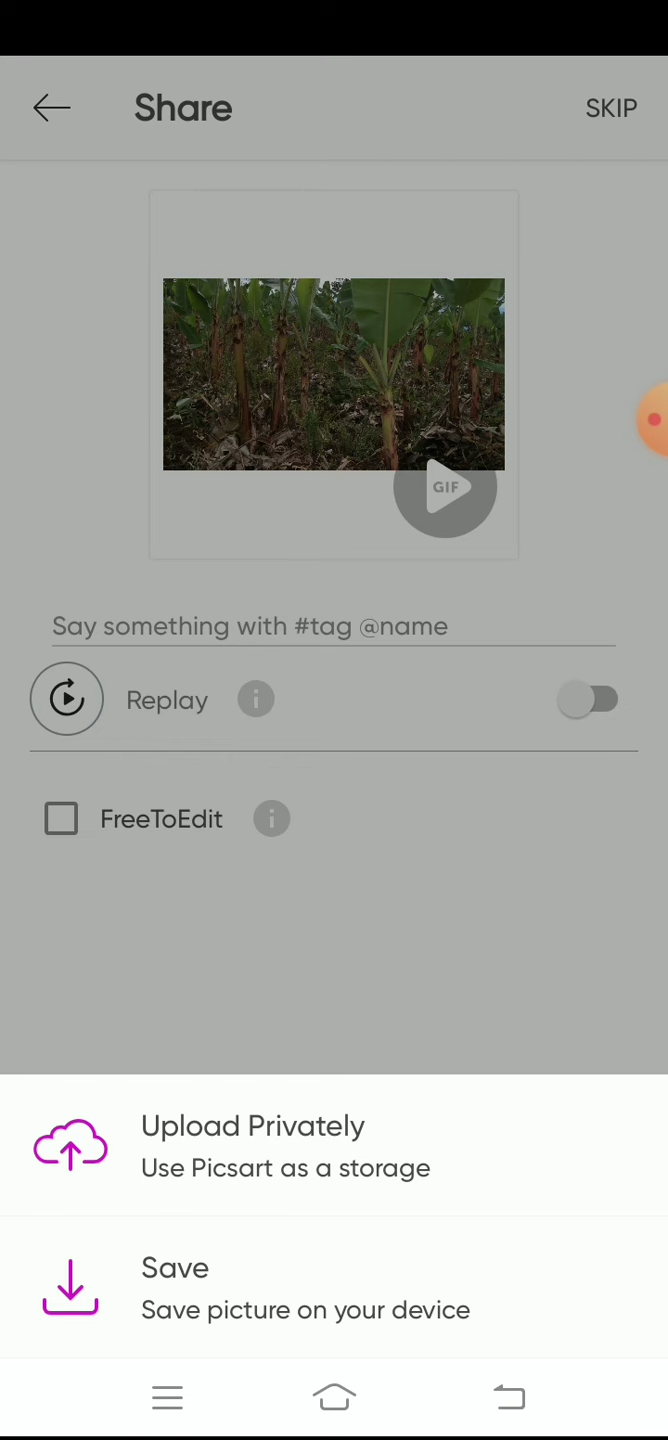 Share
SKIP
GIF
Say something with #tag @name
Replay
FreeToEdit
Upload Privately
Use Picsart as a storage
Save
Save picture on your device